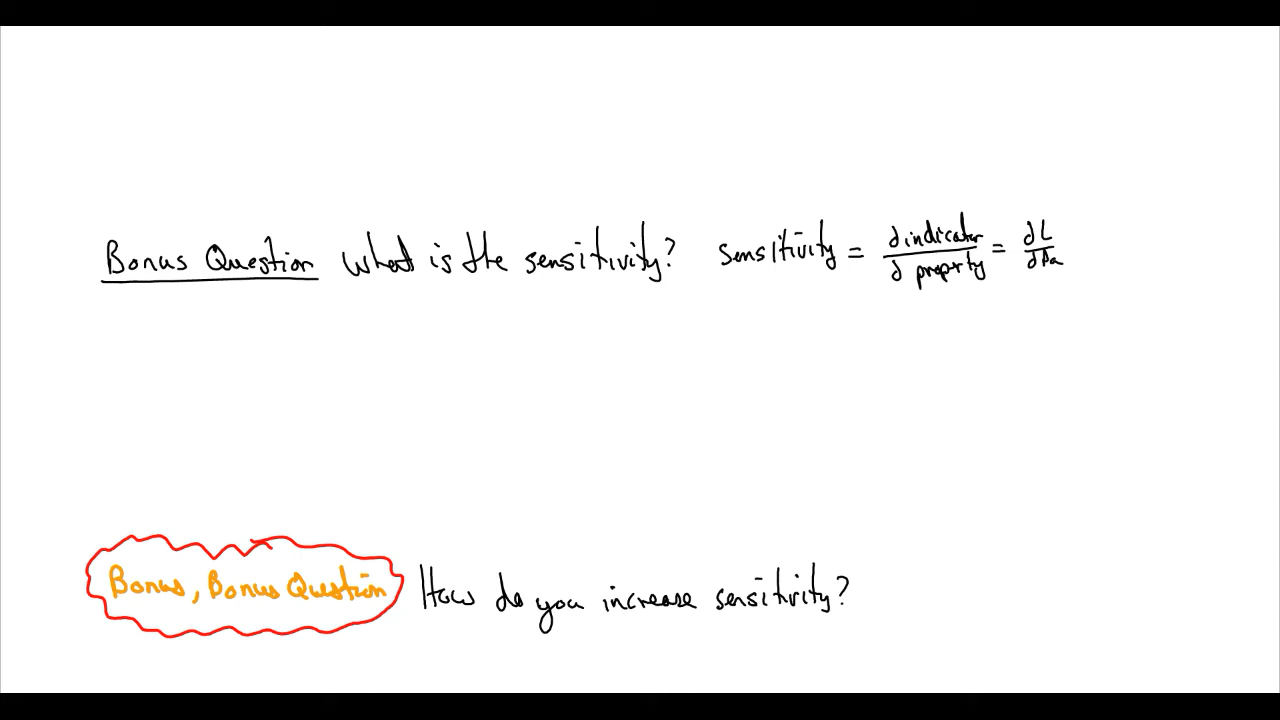 Bonus Question What is the sensitivity? sensitivity = ∂ indicator / ∂ property = ∂L / ∂Pa
Bonus, Bonus Question How do you increase sensitivity?